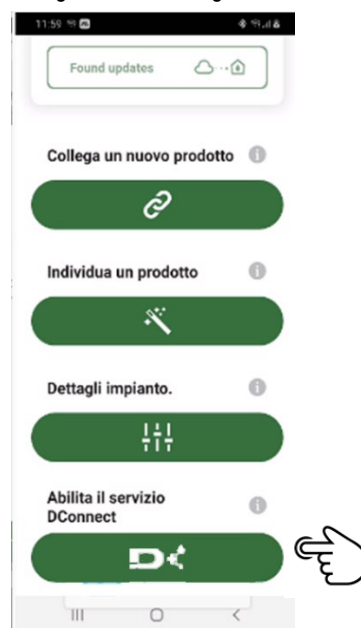 11:59
Found updates
Collega un nuovo prodotto
Individua un prodotto
Dettagli impianto.
Abilita il servizio
DConnect